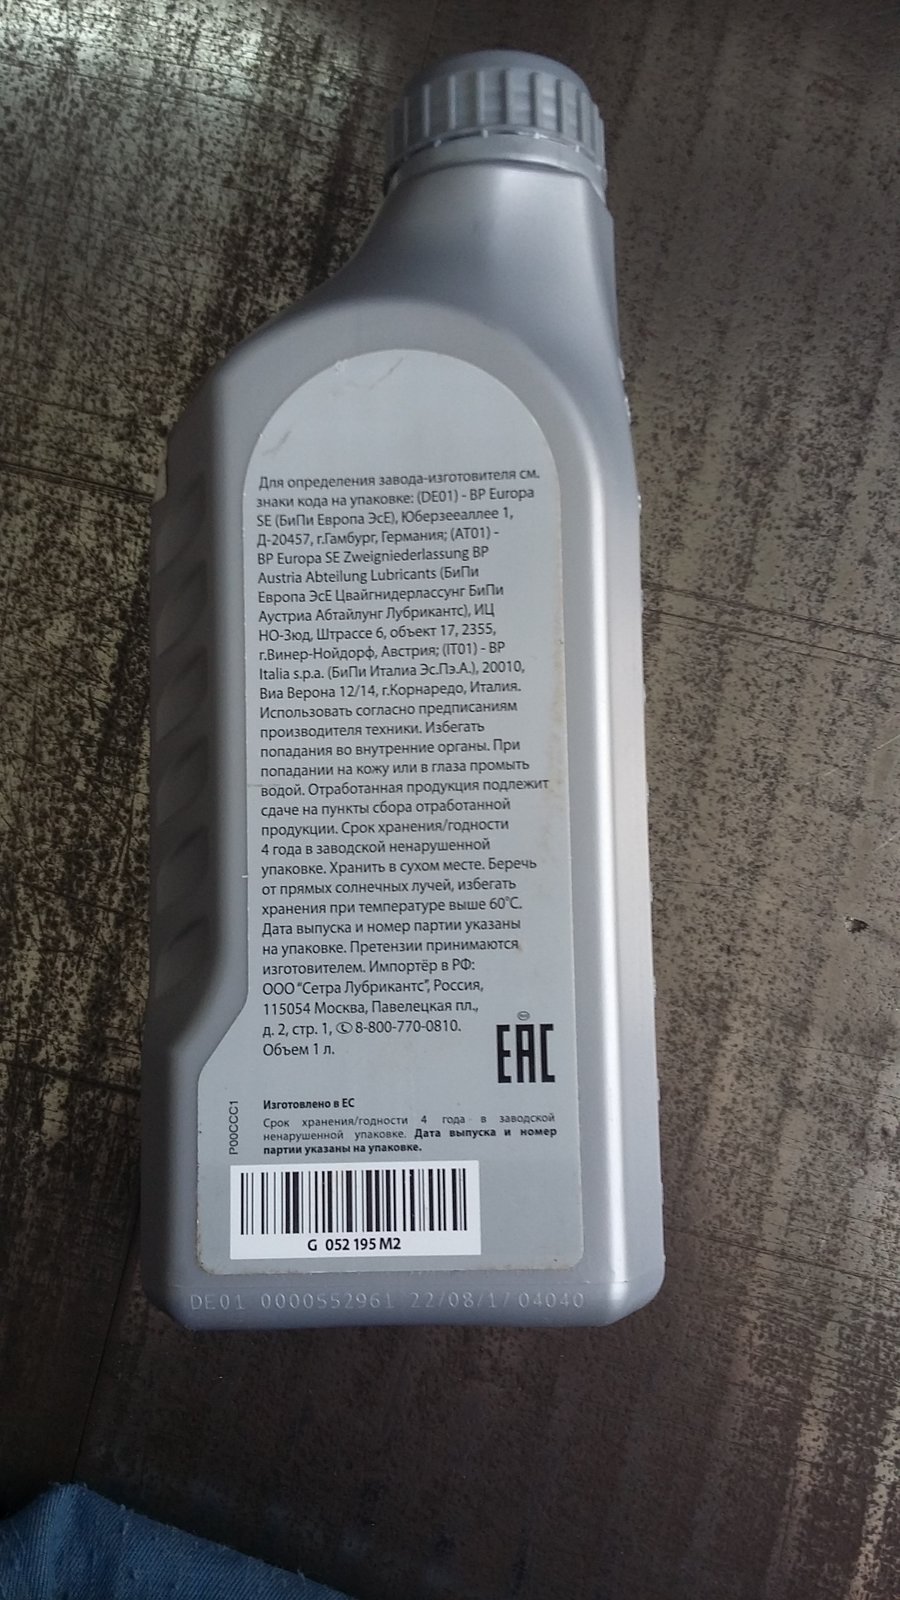 Для определения завода-изготовителя см.
знаки кода на упаковке: (DE01) - BP Europa
SE (БиПи Европа ЭсЕ), Юберзееаллее 1,
Д-20457, г.Гамбург, Германия; (AT01) -
BP Europa SE Zweigniederlassung BP
Austria Abteilung Lubricants (БиПи
Европа ЭсЕ Цвайгнидерлассунг БиПи
Аустриа Абтайлунг Лубрикантс), ИЦ
НО-Зюд, Штрассе 6, объект 17, 2355,
г.Винер-Нойдорф, Австрия; (IT01) - BP
Italia s.p.a. (БиПи Италиа Эс.Пэ.А.), 20010,
Виа Верона 12/14, г.Корнаредо, Италия.
Использовать согласно предписаниям
производителя техники. Избегать
попадания во внутренние органы. При
попадании на кожу или в глаза промыть
водой. Отработанная продукция подлежит
сдаче на пункты сбора отработанной
продукции. Срок хранения/годности
4 года в заводской ненарушенной
упаковке. Хранить в сухом месте. Беречь
от прямых солнечных лучей, избегать
хранения при температуре выше 60°C.
Дата выпуска и номер партии указаны
на упаковке. Претензии принимаются
изготовителем. Импортёр в РФ:
ООО "Сетра Лубрикантс", Россия,
115054 Москва, Павелецкая пл.,
д. 2, стр. 1, ✆ 8-800-770-0810.
Объем 1 л.
EAC
P00CCC1
Изготовлено в ЕС
Срок хранения/годности 4 года в заводской
ненарушенной упаковке. Дата выпуска и номер
партии указаны на упаковке.
G 052 195 M2
DE01 0000552961 22/08/17 04040